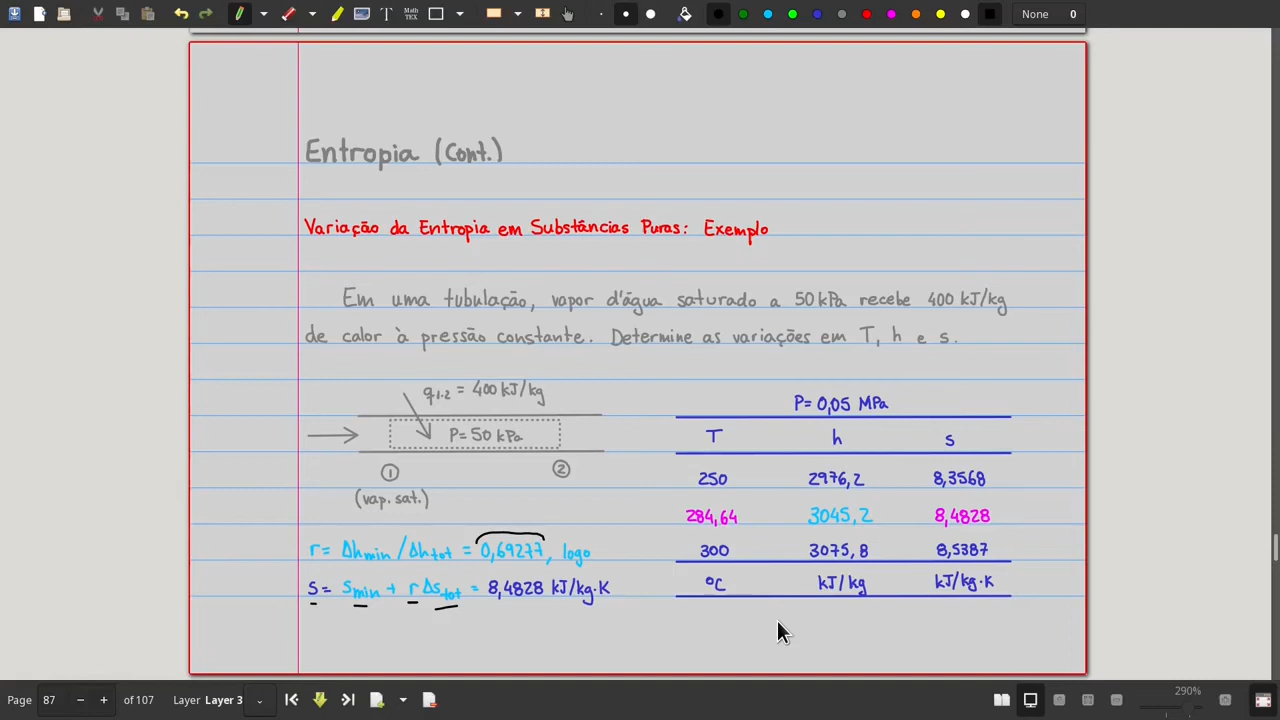 Math
TEX
None 0
Entropia (Cont.)
Variação da Entropia em Substâncias Puras: Exemplo
Em uma tubulação, vapor d'água saturado a 50 kPa recebe 400 kJ/kg
de calor à pressão constante. Determine as variações em T, h e s.
q1-2 = 400 kJ/kg
P = 50 kPa
① ②
(vap. sat.)
r = Δhmin/Δhtot = 0,69277, logo
s = smin + rΔstot = 8,4828 kJ/kg·K
P = 0,05 MPa
T h s
250 2976,2 8,3568
284,64 3045,2 8,4828
300 3075,8 8,5387
°C kJ/kg kJ/kg·K
Page 87 of 107 Layer Layer 3 290%